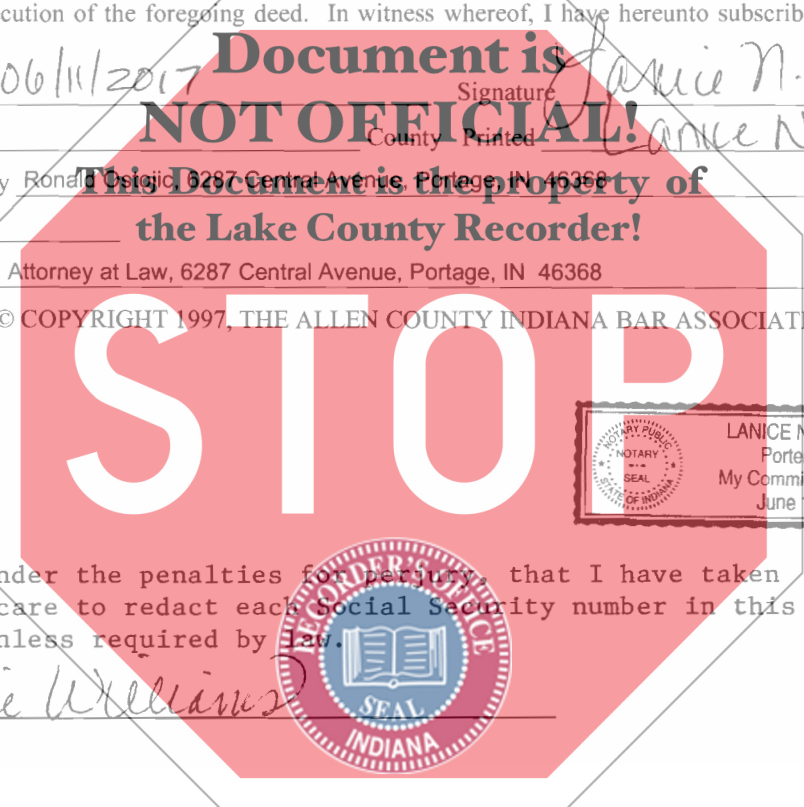 cution of the foregoing deed. In witness whereof, I have hereunto subscrib
Document is
06/11/2017
Signature Lanice N.
NOT OFFICIAL!
County Printed Lanice N
y Ronald Ostojic, 6287 Central Avenue, Portage, IN 46368
This Document is the property of
the Lake County Recorder!
Attorney at Law, 6287 Central Avenue, Portage, IN 46368
© COPYRIGHT 1997, THE ALLEN COUNTY INDIANA BAR ASSOCIATI
STOP
LANICE N
NOTARY PUBLIC
Porte
NOTARY
My Commi
SEAL
June
STATE OF INDIANA
nder the penalties for perjury, that I have taken
care to redact each Social Security number in this
nless required by law.
e Williams
RECORDER'S OFFICE
SEAL
INDIANA